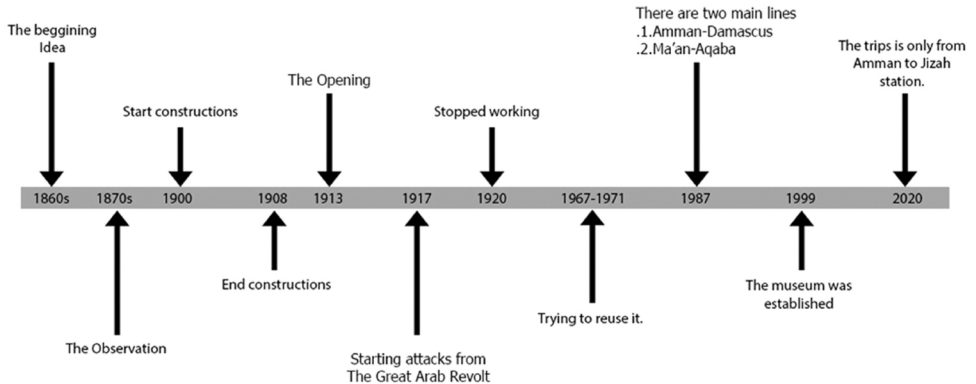 The beggining
Idea
Start constructions
The Opening
Stopped working
There are two main lines
.1.Amman-Damascus
.2.Ma'an-Aqaba
The trips is only from
Amman to Jizah
station.
1860s 1870s 1900 1908 1913 1917 1920 1967-1971 1987 1999 2020
The Observation
End constructions
Starting attacks from
The Great Arab Revolt
Trying to reuse it.
The museum was
established